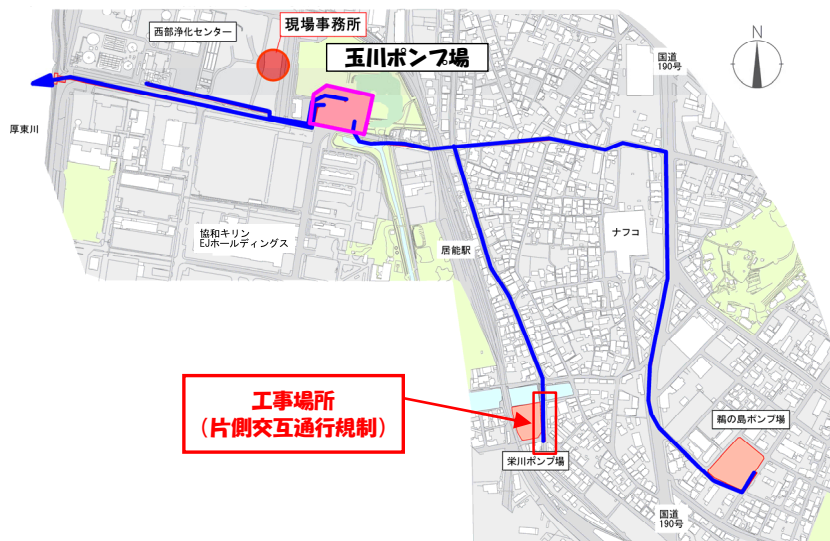 現場事務所
西部浄化センター
玉川ポンプ場
N
国道
190号
厚東川
協和キリン
EJホールディングス
居能駅
ナフコ
工事場所
（片側交互通行規制）
鵜の島ポンプ場
栄川ポンプ場
国道
190号